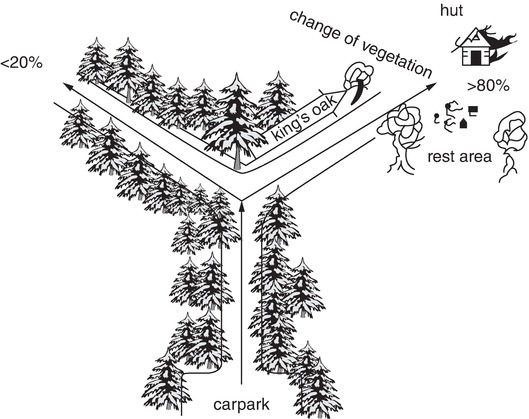 hut
change of vegetation
<20%
>80%
king's oak
rest area
carpark